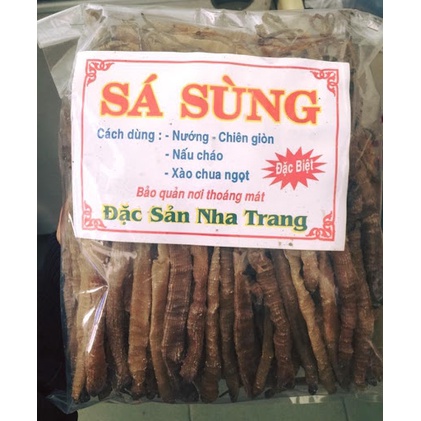 SÁ SÙNG
Cách dùng : - Nướng - Chiên giòn
- Nấu cháo
- Xào chua ngọt
Đặc Biệt
Bảo quản nơi thoáng mát
Đặc Sản Nha Trang